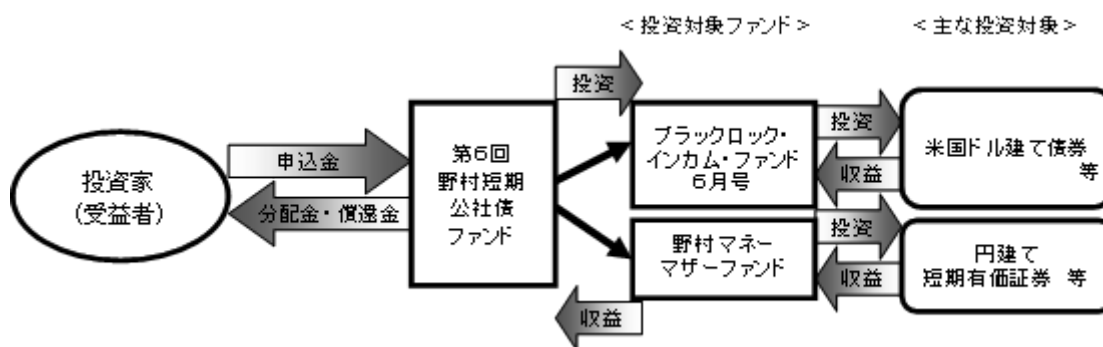 <投資対象ファンド>
<主な投資対象>
投資
申込金
分配金・償還金
投資家
(受益者)
第6回
野村短期
公社債
ファンド
ブラックロック・
インカム・ファンド
6月号
投資
収益
米国ドル建て債券
等
野村マネー
マザーファンド
投資
収益
円建て
短期有価証券 等
収益